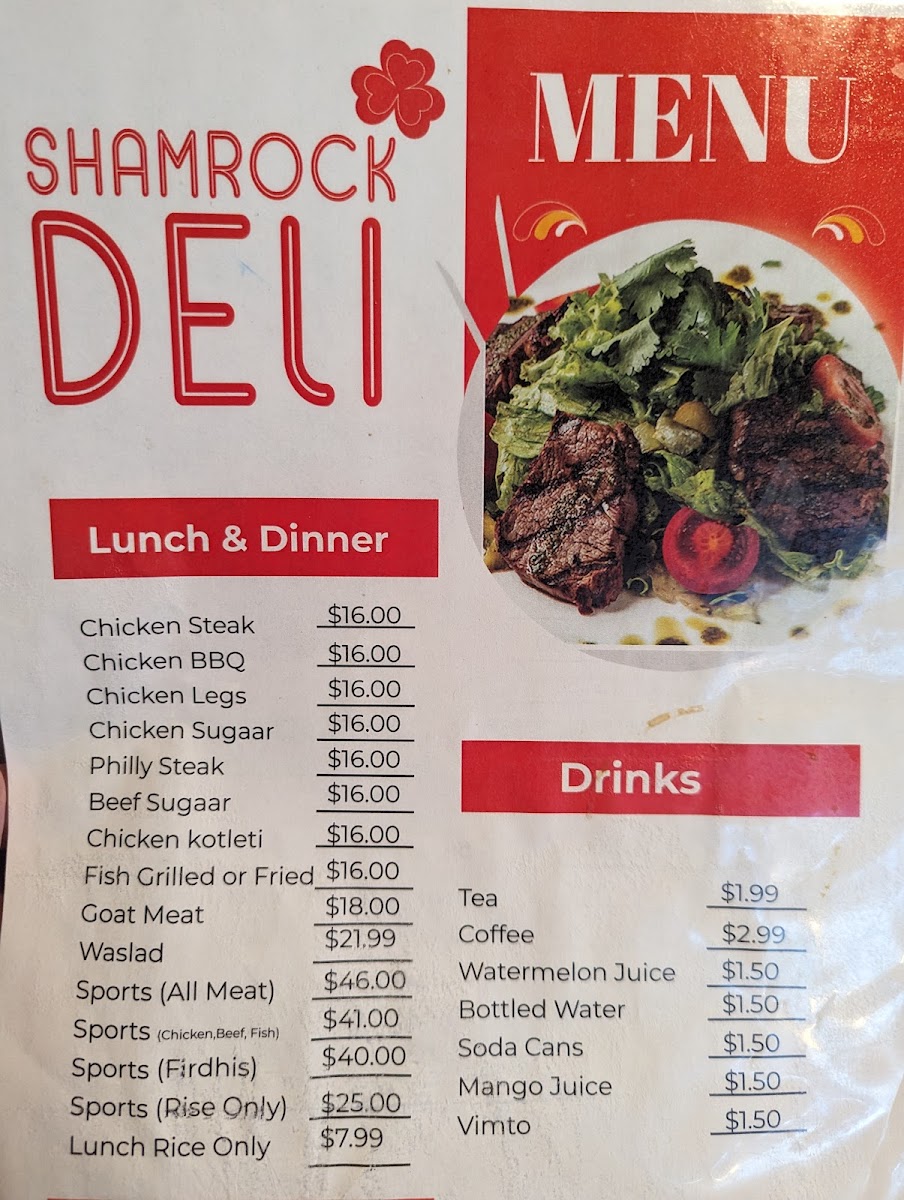 SHAMROCK
DELI
MENU
Lunch & Dinner
Chicken Steak $16.00
Chicken BBQ $16.00
Chicken Legs $16.00
Chicken Sugaar $16.00
Philly Steak $16.00
Beef Sugaar $16.00
Chicken kotleti $16.00
Fish Grilled or Fried $16.00
Goat Meat $18.00
Waslad $21.99
Sports (All Meat) $46.00
Sports (Chicken,Beef, Fish) $41.00
Sports (Firdhis) $40.00
Sports (Rise Only) $25.00
Lunch Rice Only $7.99
Drinks
Tea $1.99
Coffee $2.99
Watermelon Juice $1.50
Bottled Water $1.50
Soda Cans $1.50
Mango Juice $1.50
Vimto $1.50